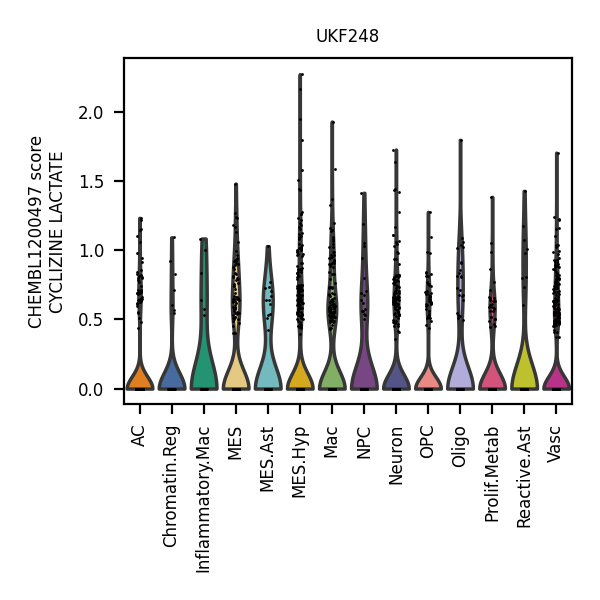 UKF248
CHEMBL1200497 score
CYCLIZINE LACTATE
2.0
1.5
1.0
0.5
0.0
AC
Chromatin.Reg
Inflammatory.Mac
MES
MES.Ast
MES.Hyp
Mac
NPC
Neuron
OPC
Oligo
Prolif.Metab
Reactive.Ast
Vasc